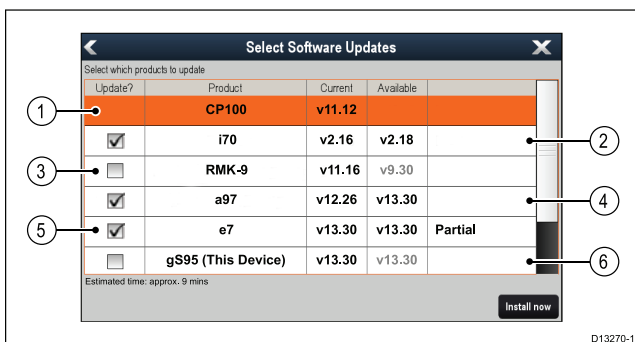 Select Software Updates
Select which products to update
Update? Product Current Available
1 CP100 v11.12
i70 v2.16 v2.18 2
3 RMK-9 v11.16 v9.30
a97 v12.26 v13.30 4
5 e7 v13.30 v13.30 Partial
gS95 (This Device) v13.30 v13.30 6
Estimated time: approx. 9 mins
Install now
D13270-1